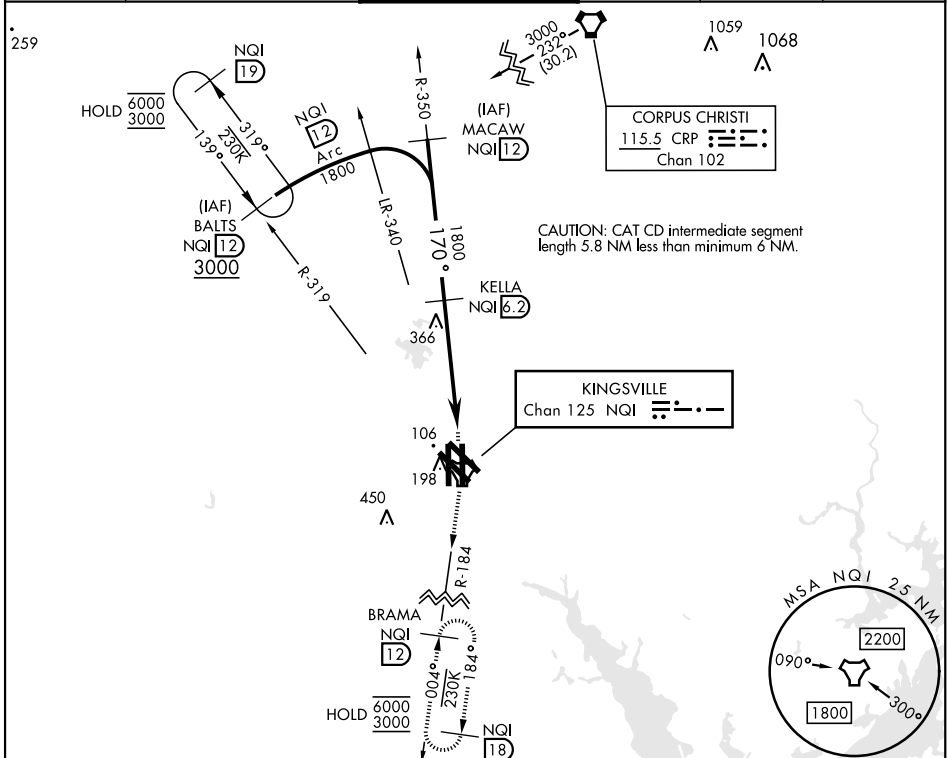 259
NQI
19
HOLD 6000
3000
319°
230K
139°
NQI
12
Arc
1800
(IAF)
BALTS
NQI 12
3000
R-319
LR-340
R-350
(IAF)
MACAW
NQI 12
1800
170°
KELLA
NQI 6.2
366
3000
232°
(30.2)
1059
1068
CORPUS CHRISTI
115.5 CRP
Chan 102
CAUTION: CAT CD intermediate segment
length 5.8 NM less than minimum 6 NM.
KINGSVILLE
Chan 125 NQI
106
198
450
R-184
BRAMA
NQI
12
004°
230K
184°
HOLD 6000
3000
NQI
18
MSA NQI 25 NM
2200
090°
1800
300°